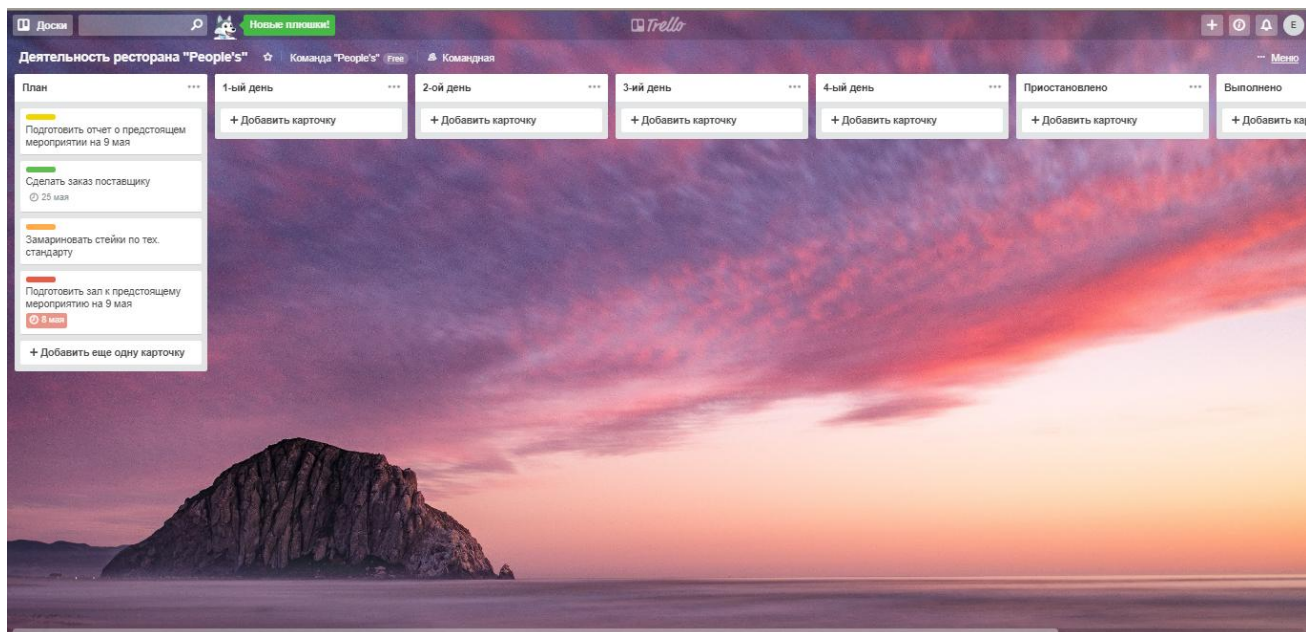 Доски
Новые плюшки!
Trello
E
Деятельность ресторана "People's"
Команда "People's" Free
Командная
··· Меню
План
Подготовить отчет о предстоящем
мероприятии на 9 мая
Сделать заказ поставщику
25 мая
Замариновать стейки по тех.
стандарту
Подготовить зал к предстоящему
мероприятию на 9 мая
8 мая
+ Добавить еще одну карточку
1-ый день
+ Добавить карточку
2-ой день
+ Добавить карточку
3-ий день
+ Добавить карточку
4-ый день
+ Добавить карточку
Приостановлено
+ Добавить карточку
Выполнено
+ Добавить ка